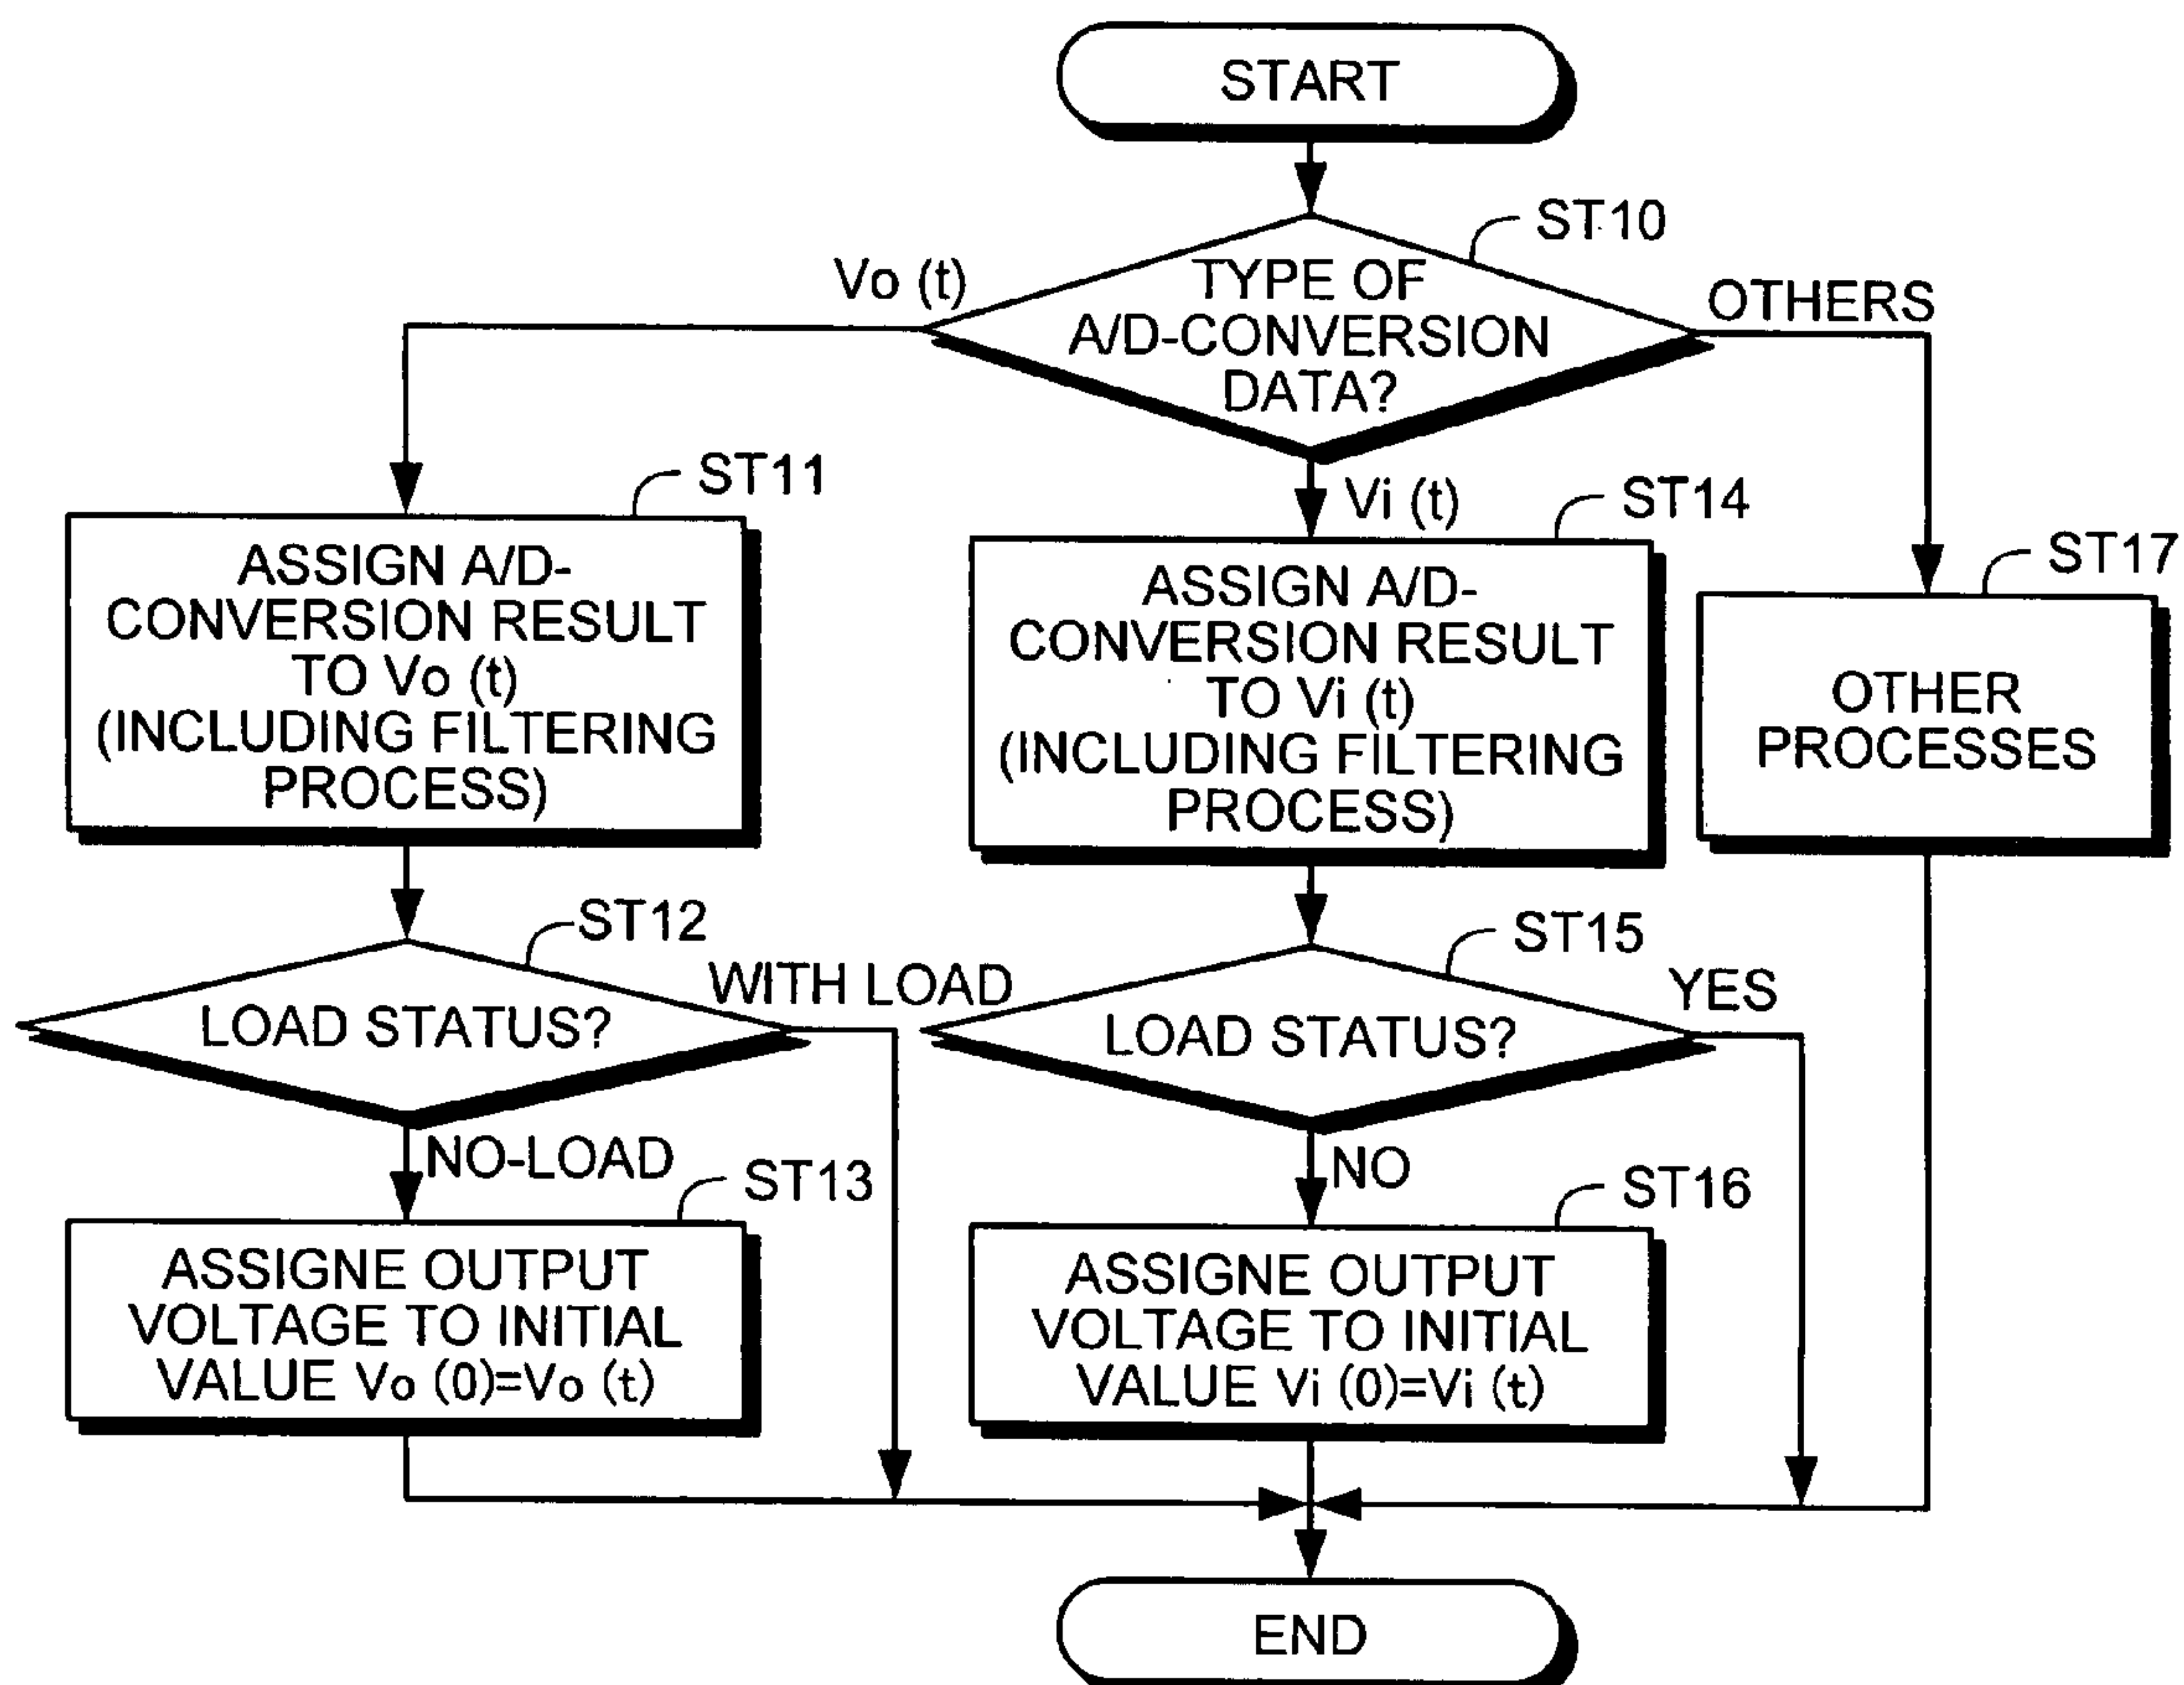 START
ST10
Vo (t)
TYPE OF
A/D-CONVERSION
DATA?
OTHERS
ST11
ASSIGN A/D-
CONVERSION RESULT
TO Vo (t)
(INCLUDING FILTERING
PROCESS)
Vi (t)
ST14
ASSIGN A/D-
CONVERSION RESULT
TO Vi (t)
(INCLUDING FILTERING
PROCESS)
ST17
OTHER
PROCESSES
ST12
LOAD STATUS?
WITH LOAD
NO-LOAD
ST15
LOAD STATUS?
YES
NO
ST13
ASSIGNE OUTPUT
VOLTAGE TO INITIAL
VALUE Vo (0)=Vo (t)
ST16
ASSIGNE OUTPUT
VOLTAGE TO INITIAL
VALUE Vi (0)=Vi (t)
END